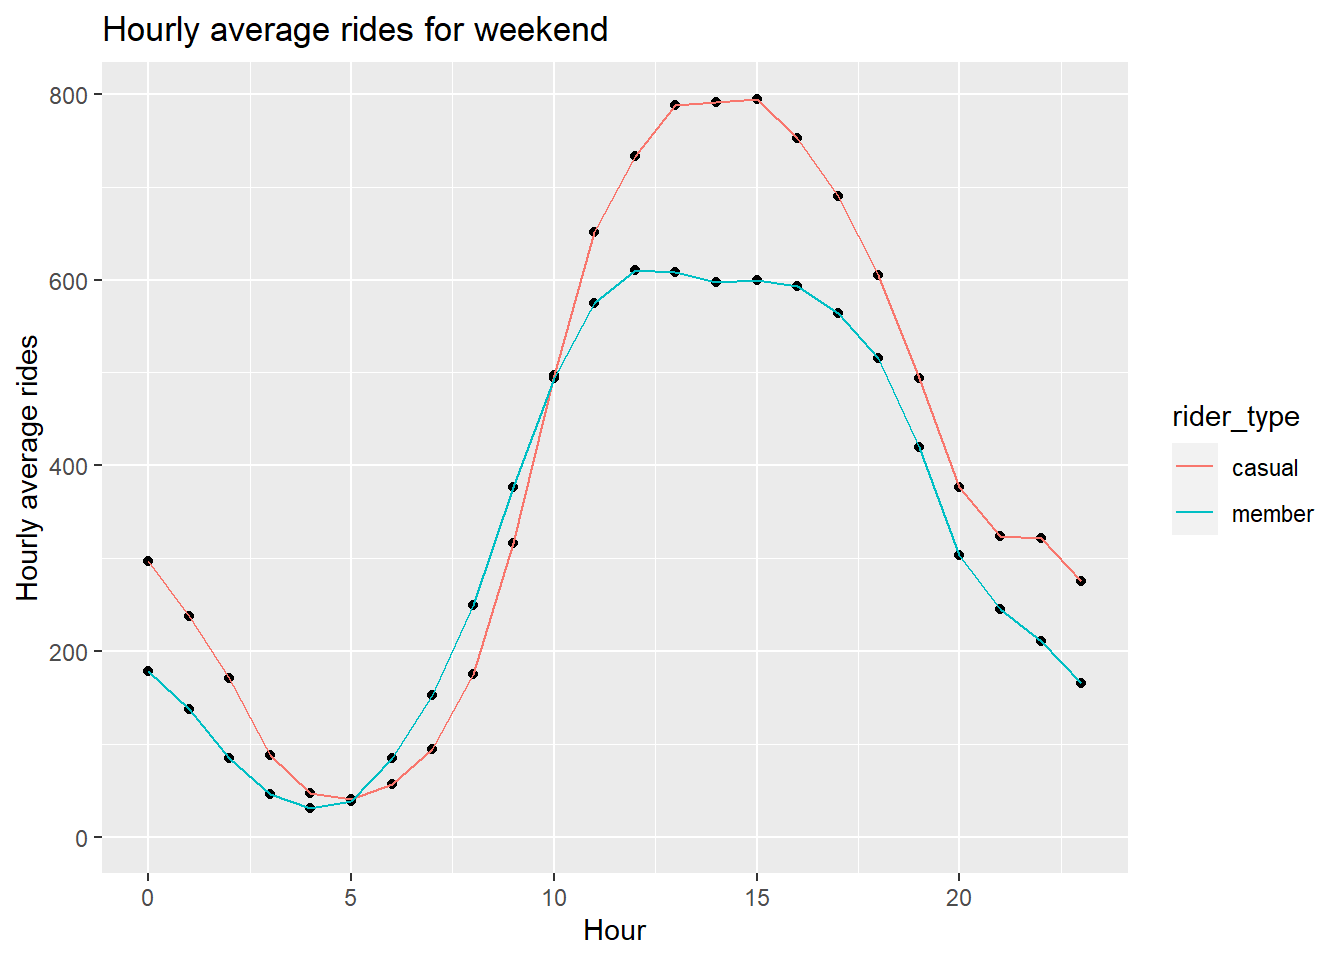 Hourly average rides for weekend
800
600
400
200
0
Hourly average rides
0 5 10 15 20
Hour
rider_type
casual
member